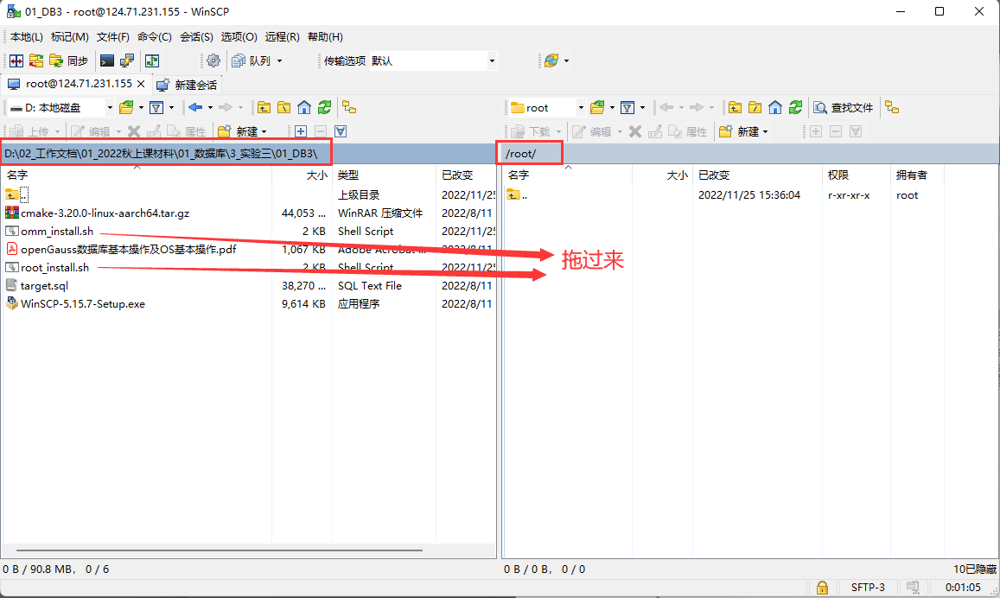 01_DB3 - root@124.71.231.155 - WinSCP
本地(L) 标记(M) 文件(F) 命令(C) 会话(S) 选项(O) 远程(R) 帮助(H)
同步 队列 传输选项 默认
root@124.71.231.155 新建会话
D: 本地磁盘 root 查找文件
上传 编辑 属性 新建 下载 编辑 属性 新建
D:\02_工作文档\01_2022秋上课材料\01_数据库\3_实验三\01_DB3\ /root/
名字 大小 类型 已改变 名字 大小 已改变 权限 拥有者
.. 上级目录 2022/11/25 .. 2022/11/25 15:36:04 r-xr-xr-x root
cmake-3.20.0-linux-aarch64.tar.gz 44,053 ... WinRAR 压缩文件 2022/8/11
omm_install.sh 2 KB Shell Script 2022/11/25
openGauss数据库基本操作及OS基本操作.pdf 1,067 KB Adobe Acrobat ... 2022/8/11
拖过来
root_install.sh 2 KB Shell Script 2022/11/25
target.sql 38,270 ... SQL Text File 2022/8/11
WinSCP-5.15.7-Setup.exe 9,614 KB 应用程序 2022/8/11
0 B / 90.8 MB, 0 / 6 0 B / 0 B, 0 / 0 10已隐藏
SFTP-3 0:01:05